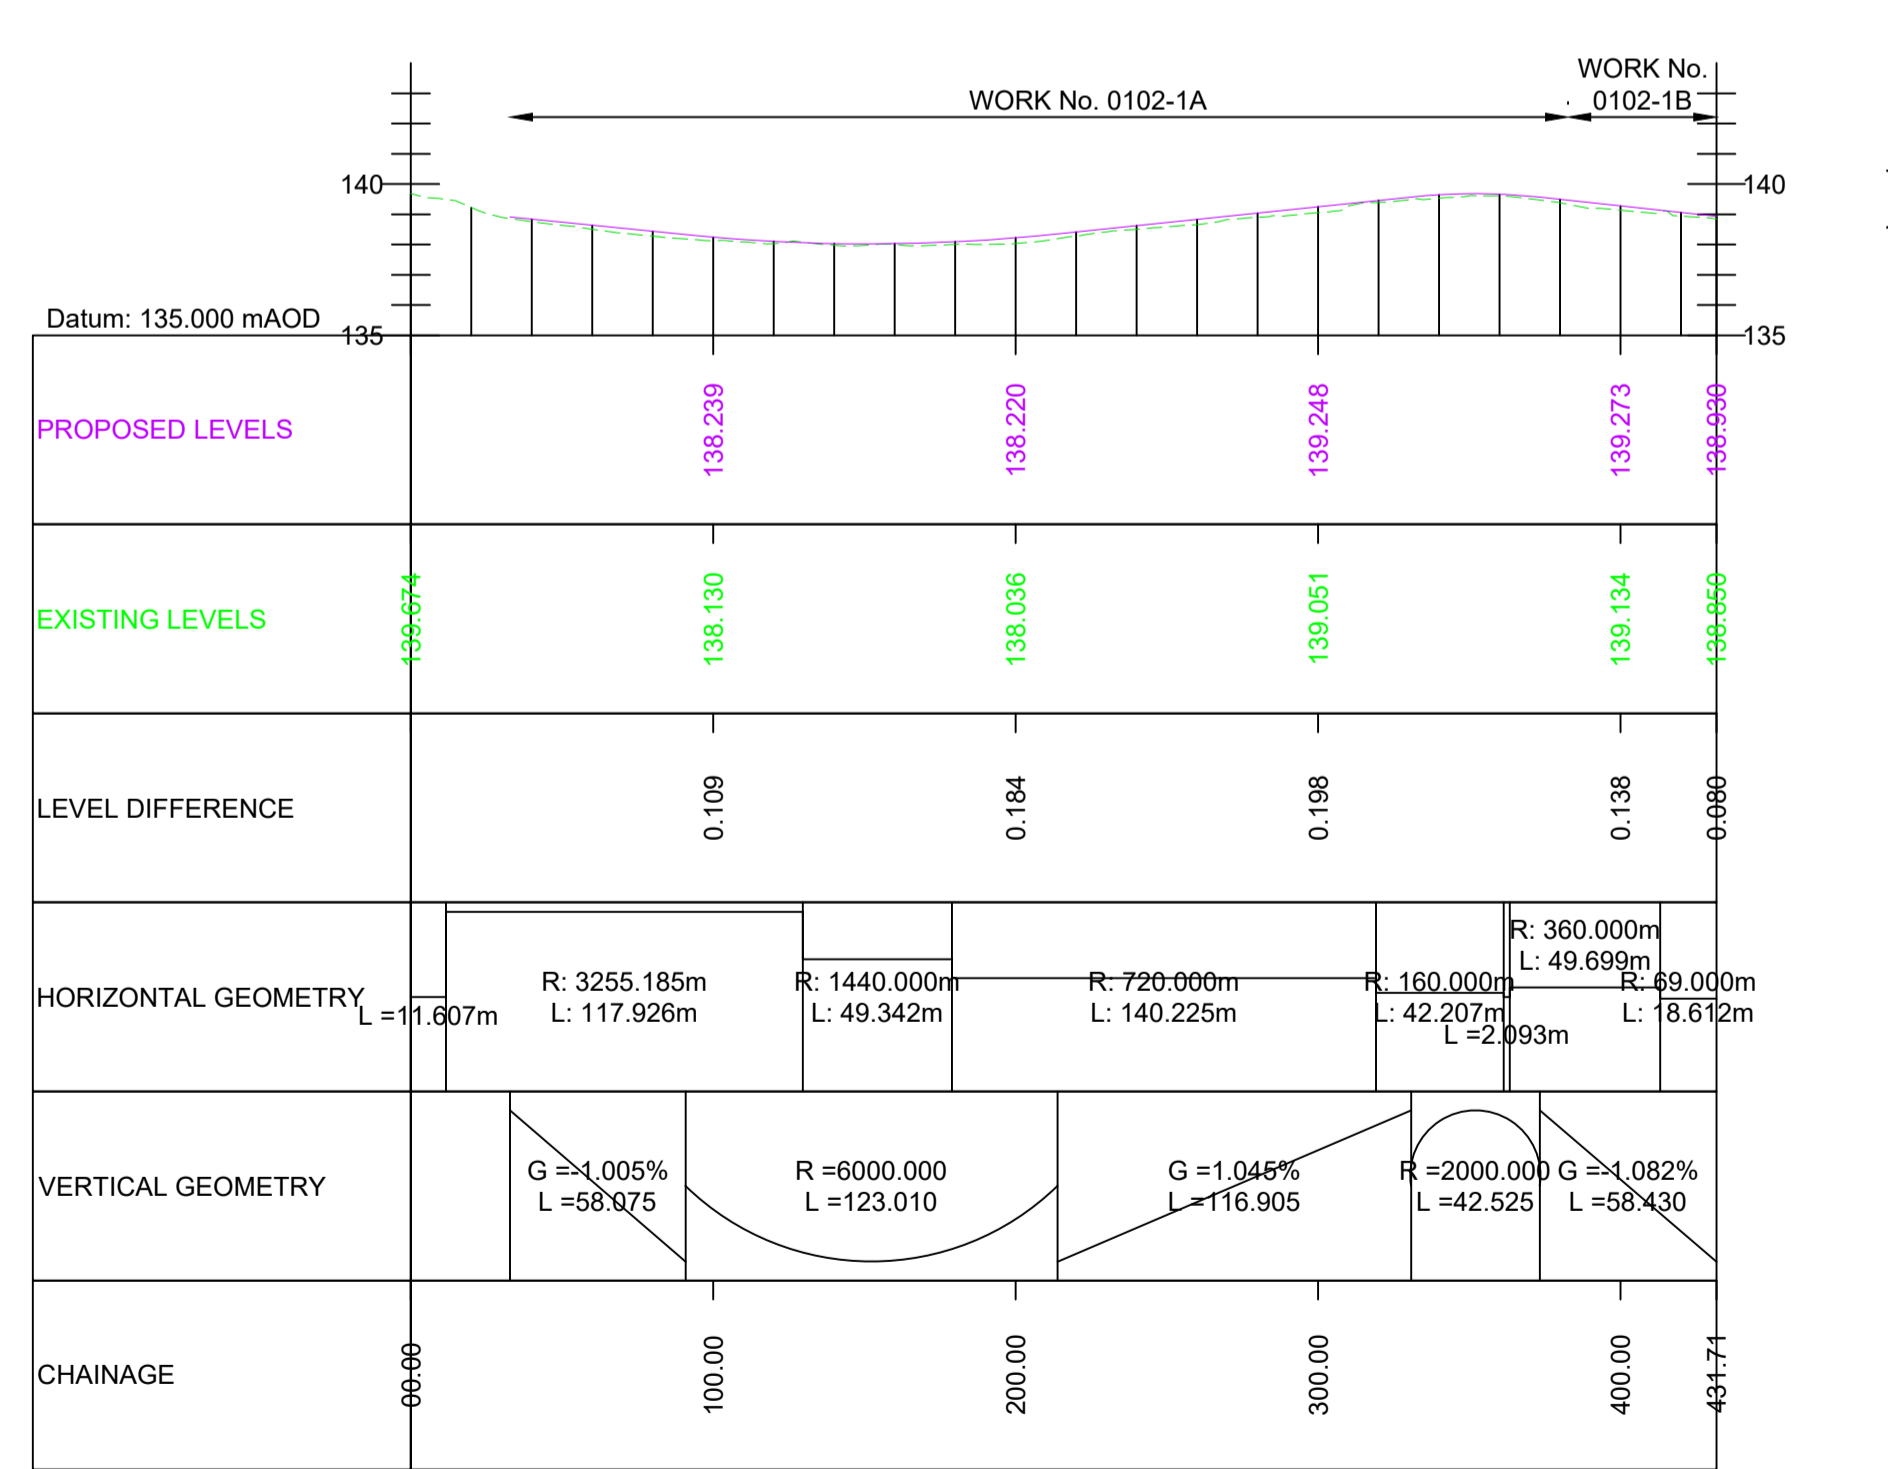 WORK No.
WORK No. 0102-1A
0102-1B
140
140
Datum: 135.000 mAOD
135
135
PROPOSED LEVELS
138.239
138.220
139.248
139.273
138.930
EXISTING LEVELS
139.674
138.130
138.036
139.051
139.134
138.850
LEVEL DIFFERENCE
0.109
0.184
0.198
0.138
0.080
HORIZONTAL GEOMETRY
L =11.607m
R: 3255.185m
L: 117.926m
R: 1440.000m
L: 49.342m
R: 720.000m
L: 140.225m
R: 160.000m
L: 42.207m
L =2.093m
R: 360.000m
L: 49.699m
R: 69.000m
L: 18.612m
VERTICAL GEOMETRY
G =-1.005%
L =58.075
R =6000.000
L =123.010
G =1.045%
L =116.905
R =2000.000
L =42.525
G =-1.082%
L =58.430
CHAINAGE
00.00
100.00
200.00
300.00
400.00
431.71